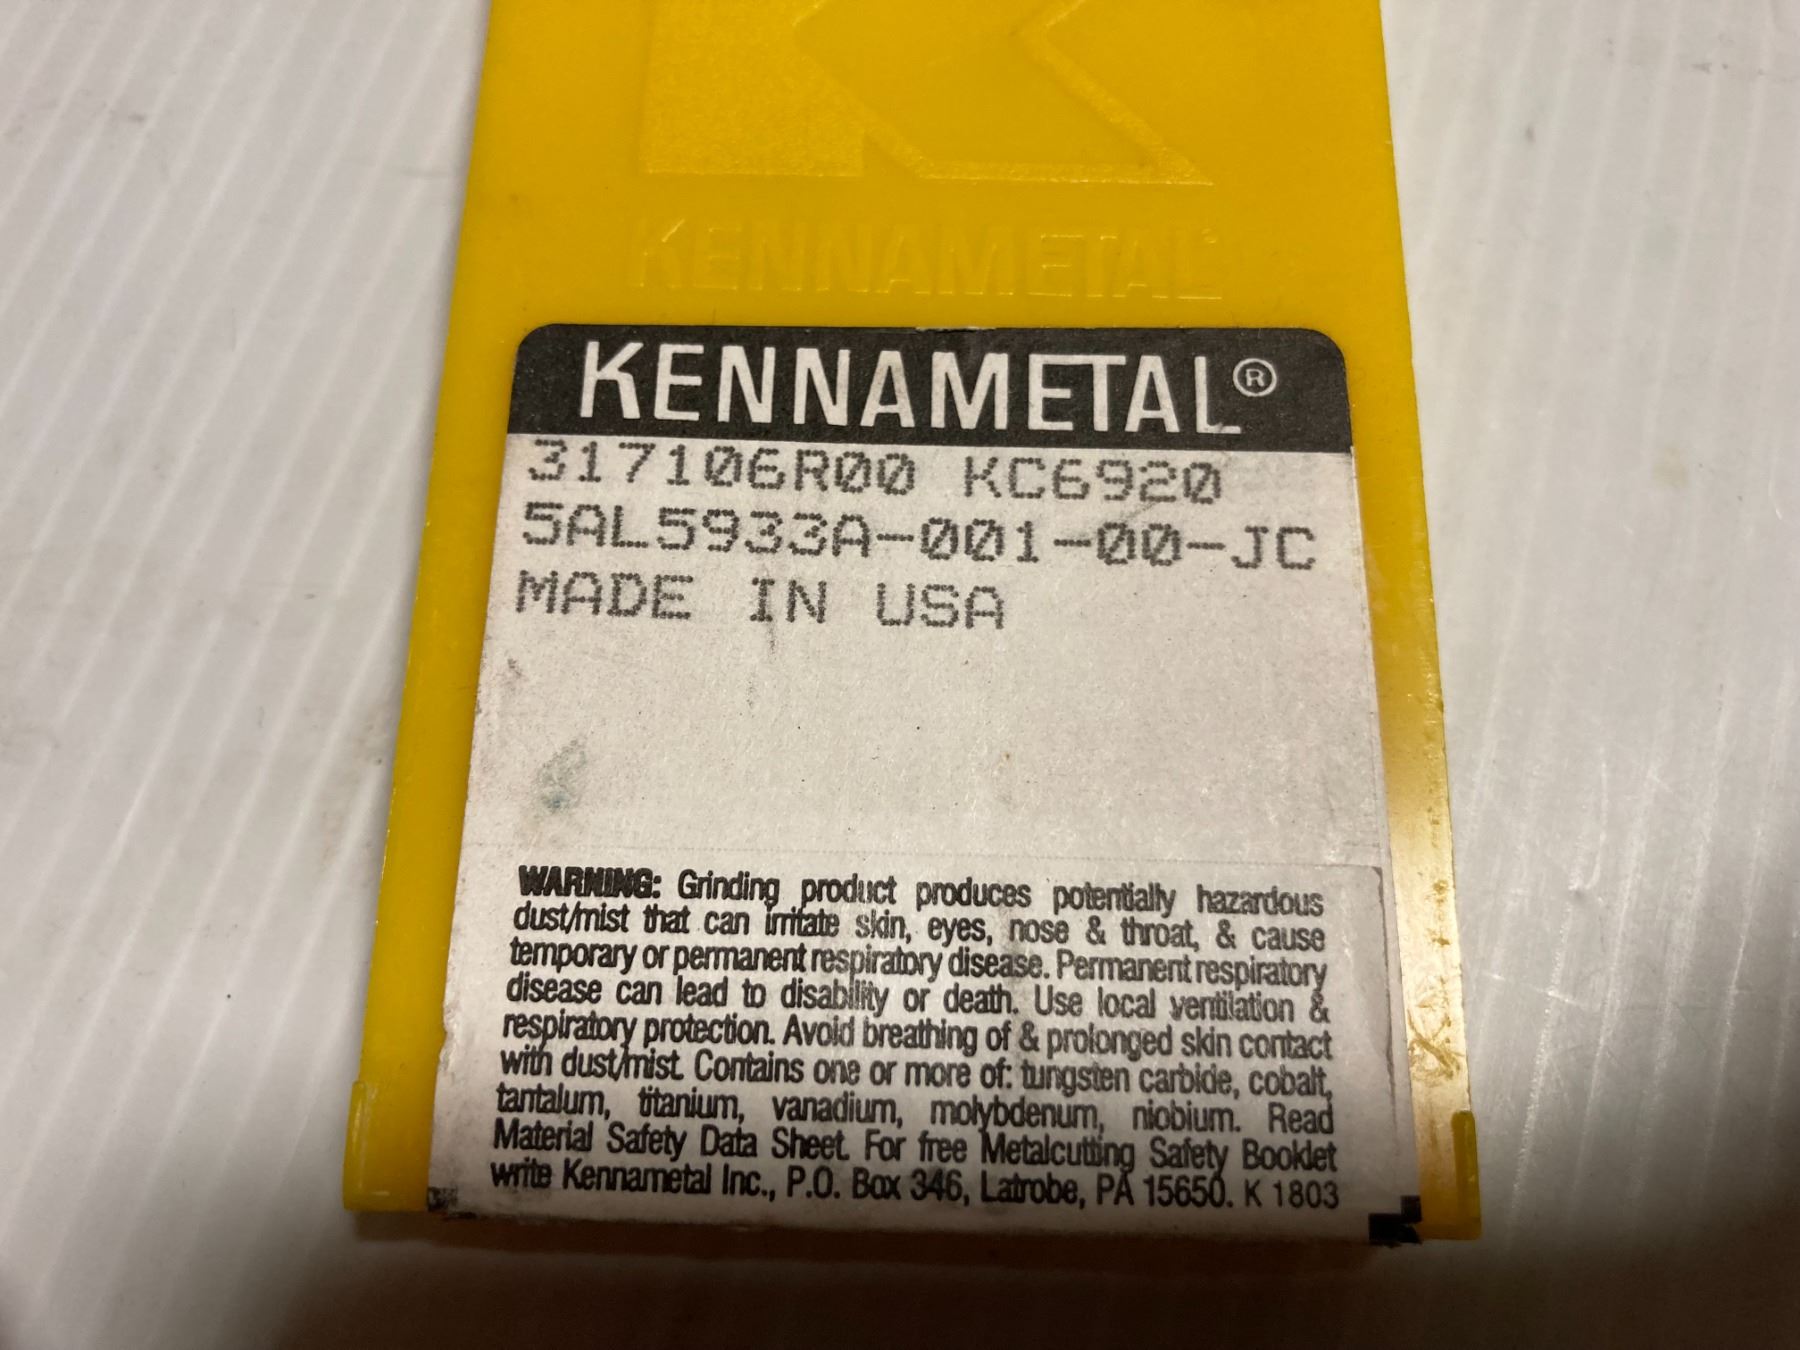 KENNAMETAL
KENNAMETAL®
317106R00 KC6920
5AL5933A-001-00-JC
MADE IN USA
WARNING: Grinding product produces potentially hazardous
dust/mist that can irritate skin, eyes, nose & throat, & cause
temporary or permanent respiratory disease. Permanent respiratory
disease can lead to disability or death. Use local ventilation &
respiratory protection. Avoid breathing of & prolonged skin contact
with dust/mist. Contains one or more of: tungsten carbide, cobalt,
tantalum, titanium, vanadium, molybdenum, niobium. Read
Material Safety Data Sheet. For free Metalcutting Safety Booklet
write Kennametal Inc., P.O. Box 346, Latrobe, PA 15650. K 1803